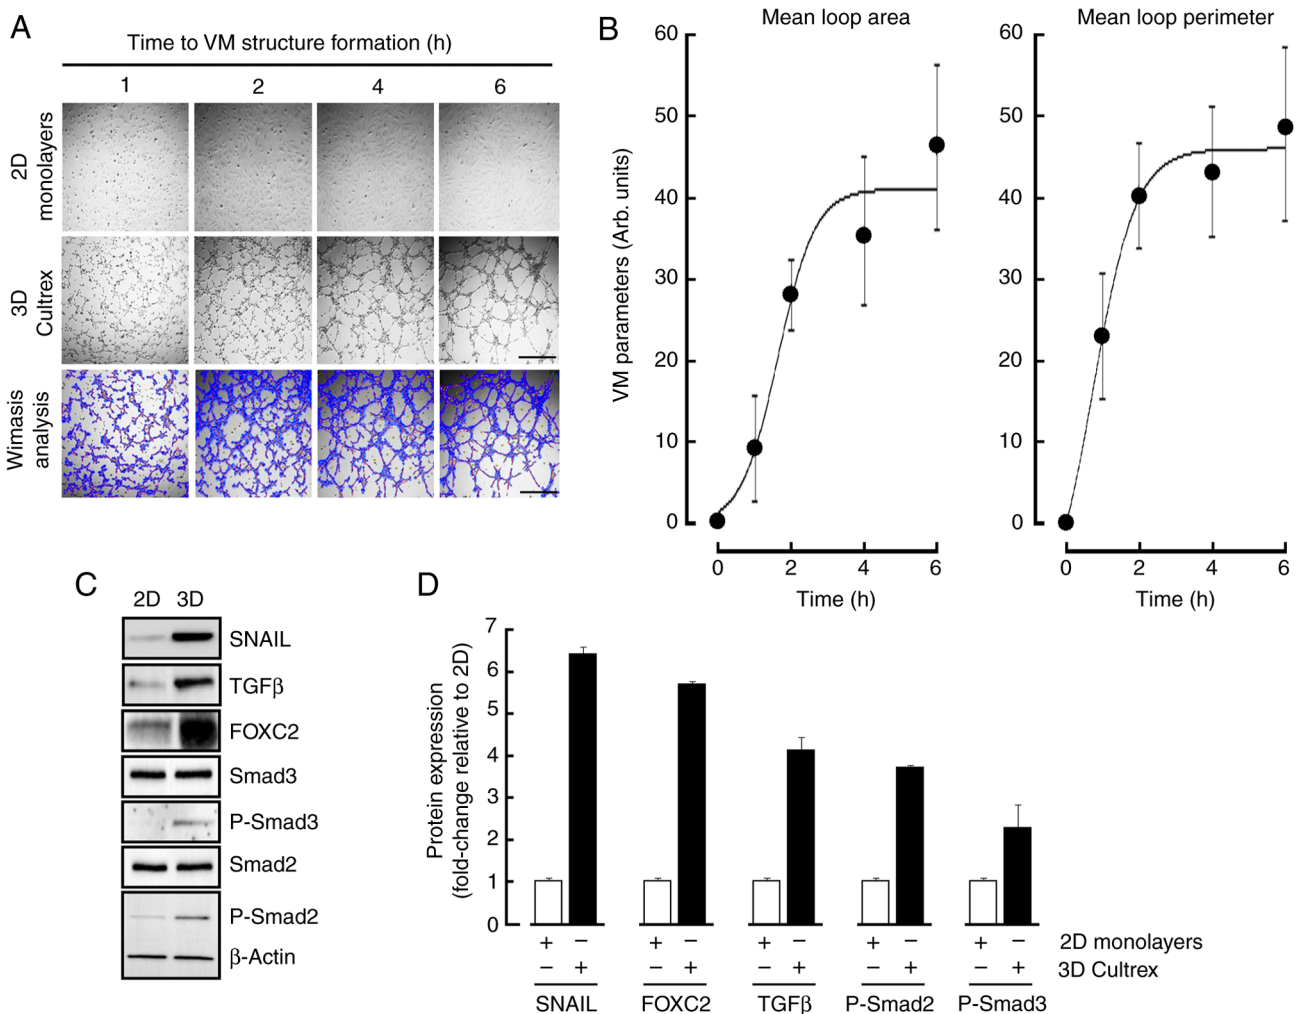 A
Time to VM structure formation (h)
1 2 4 6
2D
monolayers
3D
Cultrex
Wimasis
analysis
B
Mean loop area
VM parameters (Arb. units)
60
50
40
30
20
10
0
0 2 4 6
Time (h)
Mean loop perimeter
60
50
40
30
20
10
0
0 2 4 6
Time (h)
C
2D 3D
SNAIL
TGFβ
FOXC2
Smad3
P-Smad3
Smad2
P-Smad2
β-Actin
D
Protein expression
(fold-change relative to 2D)
7
6
5
4
3
2
1
0
+ − + − + − + − + − 2D monolayers
− + − + − + − + − + 3D Cultrex
SNAIL FOXC2 TGFβ P-Smad2 P-Smad3